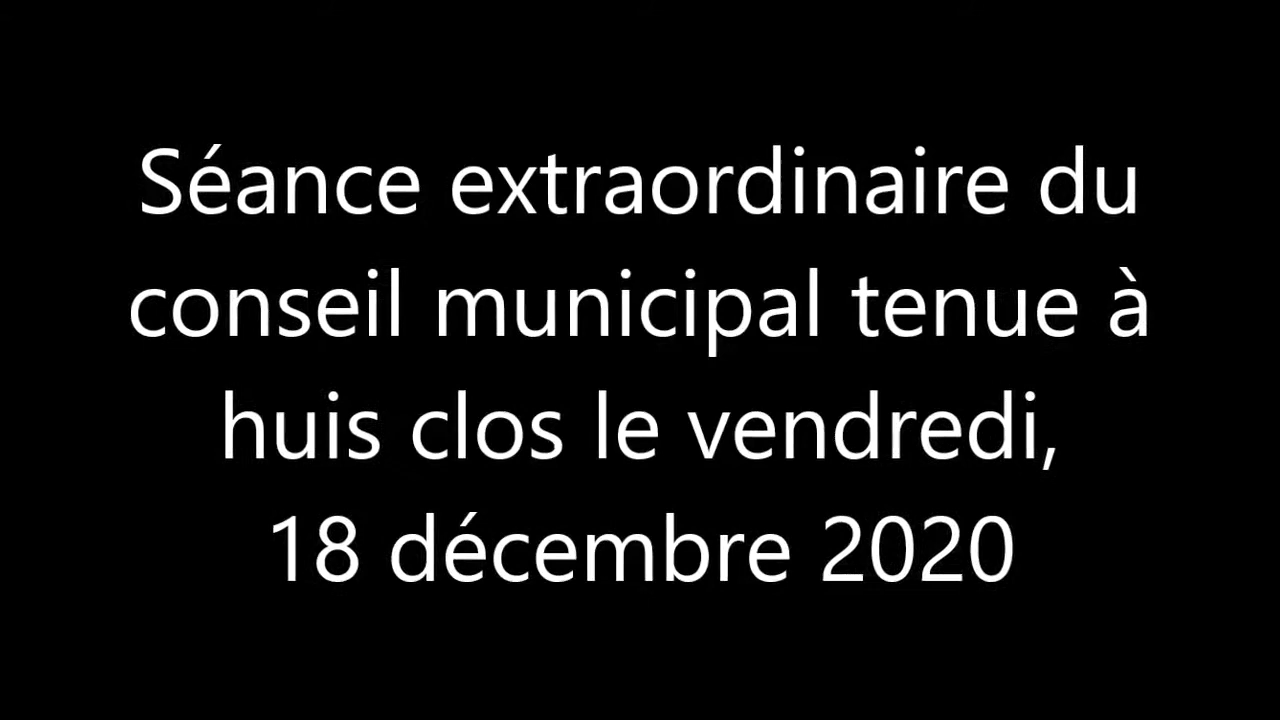 Séance extraordinaire du
conseil municipal tenue à
huis clos le vendredi,
18 décembre 2020